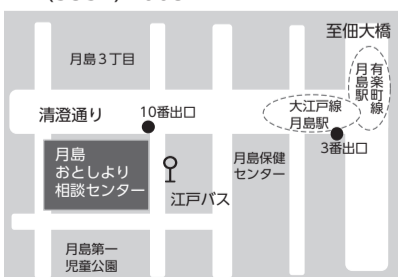 至佃大橋
月島3丁目
有楽町線
月島駅
大江戸線
月島駅
清澄通り
10番出口
3番出口
月島
おとしより
相談センター
江戸バス
月島保健
センター
月島第一
児童公園